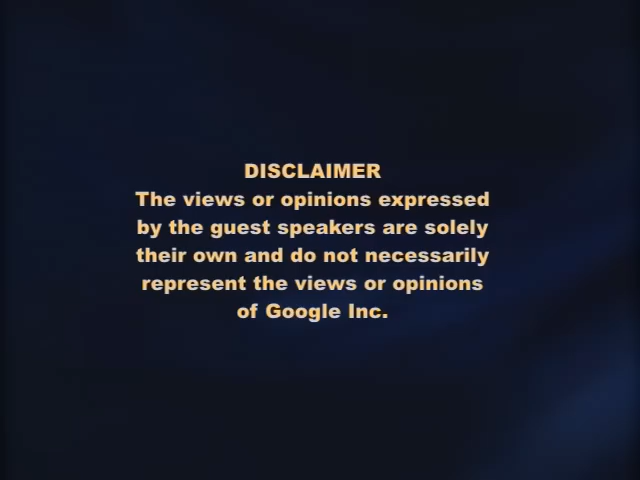 DISCLAIMER
The views or opinions expressed
by the guest speakers are solely
their own and do not necessarily
represent the views or opinions
of Google Inc.